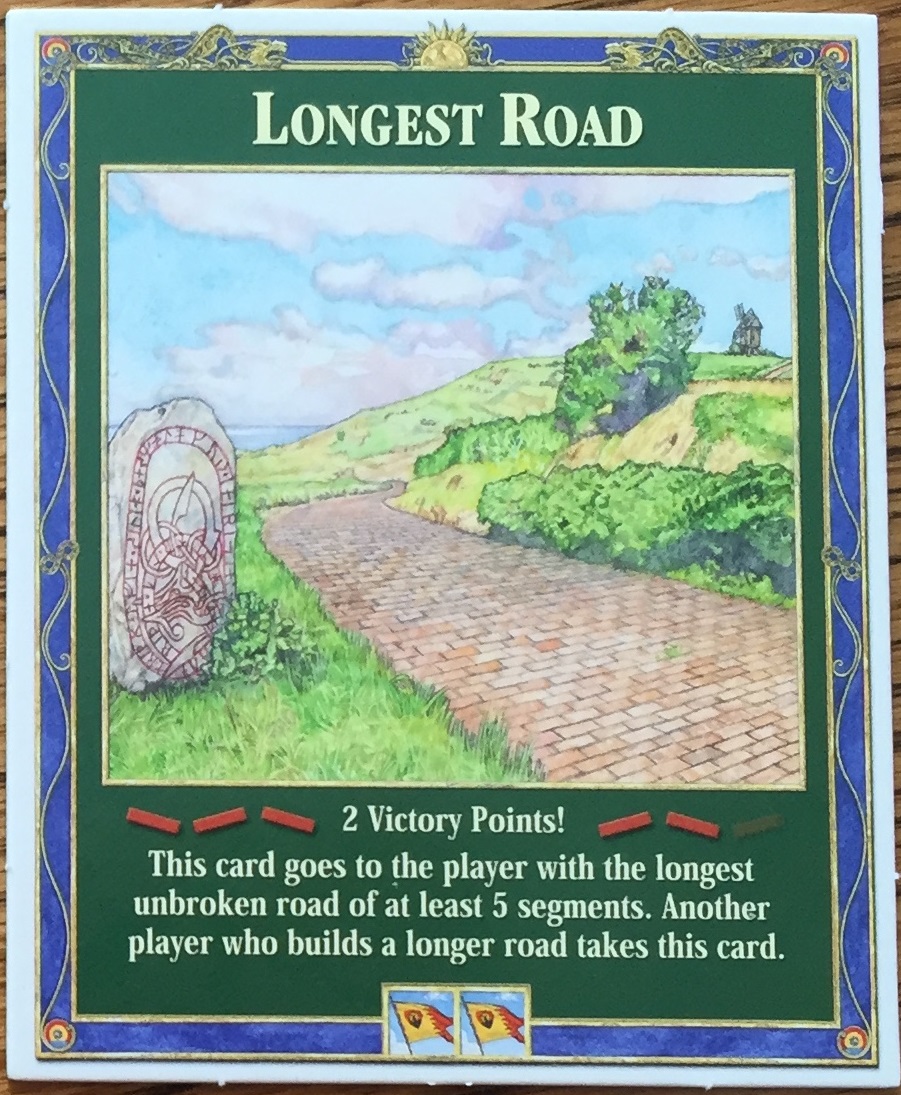 LONGEST ROAD
2 Victory Points!
This card goes to the player with the longest
unbroken road of at least 5 segments. Another
player who builds a longer road takes this card.